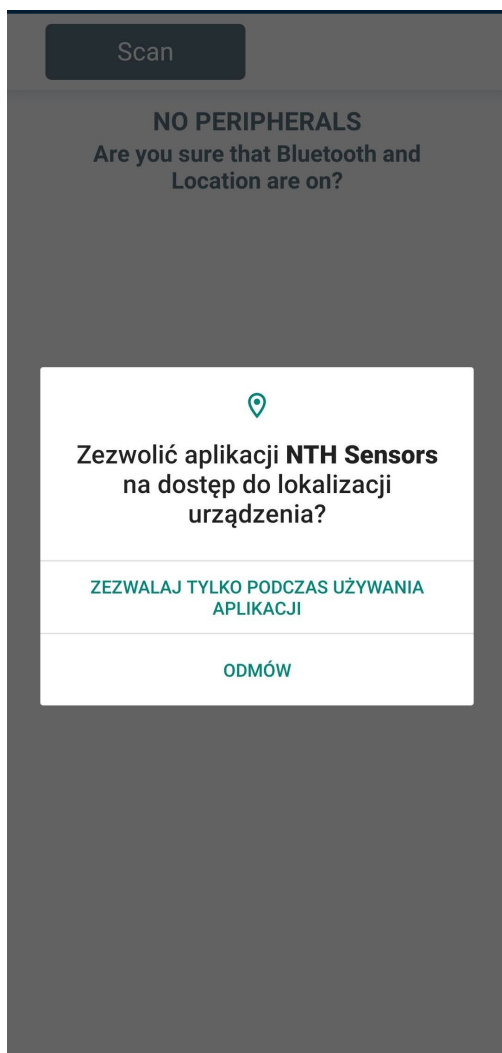 Scan
NO PERIPHERALS
Are you sure that Bluetooth and
Location are on?
Zezwolić aplikacji NTH Sensors
na dostęp do lokalizacji
urządzenia?
ZEZWALAJ TYLKO PODCZAS UŻYWANIA
APLIKACJI
ODMÓW